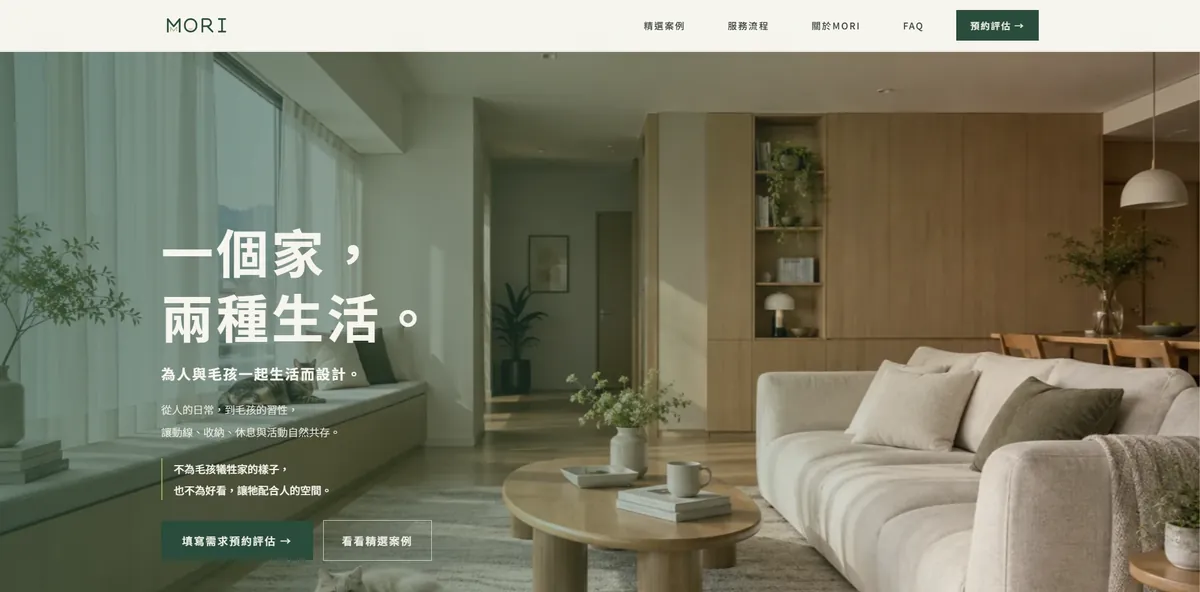 MORI
精選案例
服務流程
關於MORI
FAQ
預約評估 →
一個家，
兩種生活。
為人與毛孩一起生活而設計。
從人的日常，到毛孩的習性，
讓動線、收納、休息與活動自然共存。
不為毛孩犧牲家的樣子，
也不為好看，讓牠配合人的空間。
填寫需求預約評估 →
看看精選案例